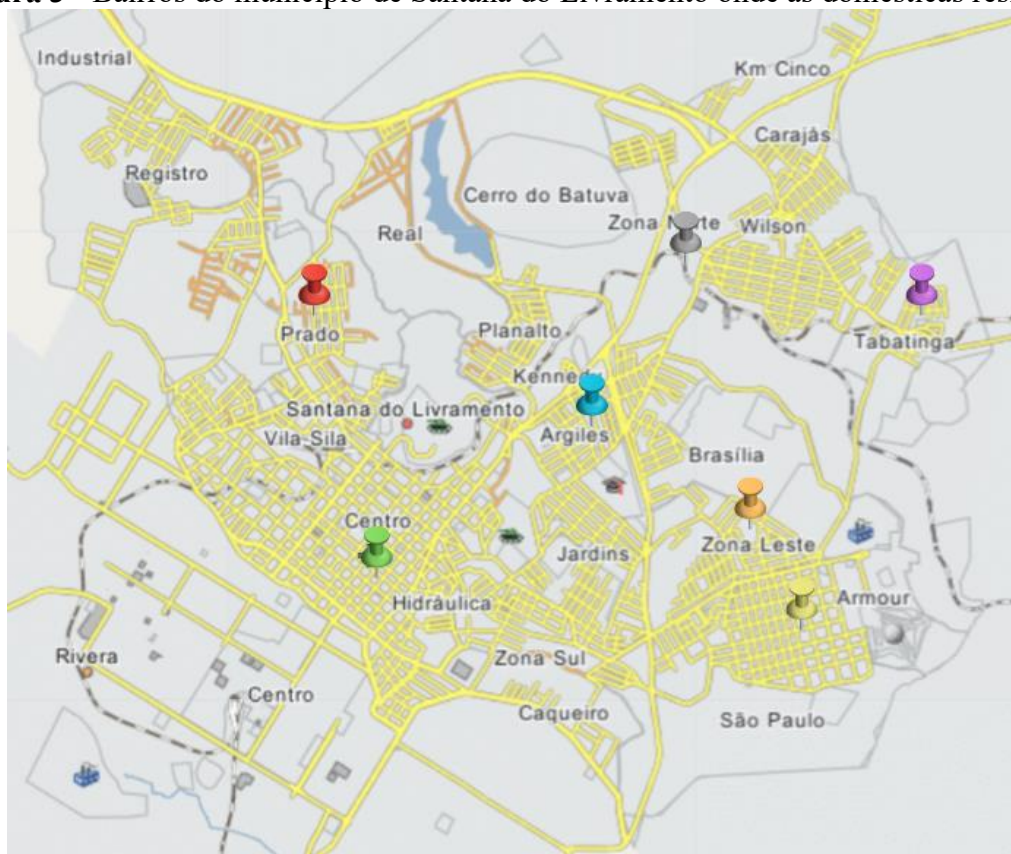 Bairros do município de Santana do Livramento onde as domésticas
Industrial
Km Cinco
Carajás
Registro
Cerro do Batuva
Zona Norte
Wilson
Real
Prado
Planalto
Tabatinga
Kennedy
Santana do Livramento
Argiles
Vila Sila
Brasília
Centro
Zona Leste
Jardins
Armour
Hidráulica
Rivera
Zona Sul
Centro
Caqueiro
São Paulo